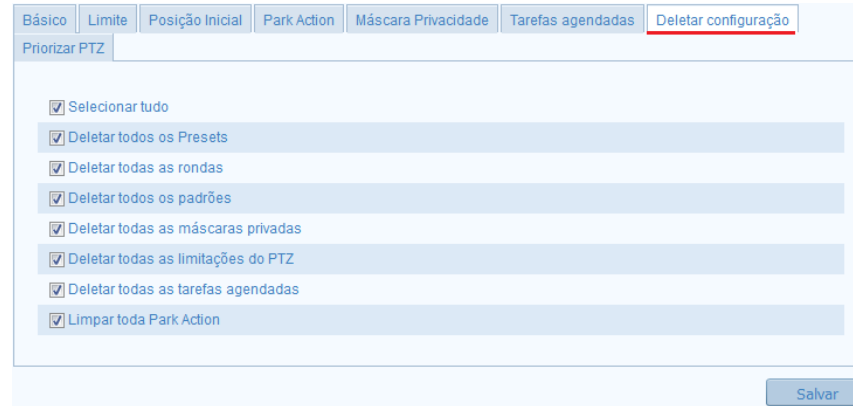 Básico Limite Posição Inicial Park Action Máscara Privacidade Tarefas agendadas Deletar configuração
Priorizar PTZ
Selecionar tudo
Deletar todos os Presets
Deletar todas as rondas
Deletar todos os padrões
Deletar todas as máscaras privadas
Deletar todas as limitações do PTZ
Deletar todas as tarefas agendadas
Limpar toda Park Action
Salvar